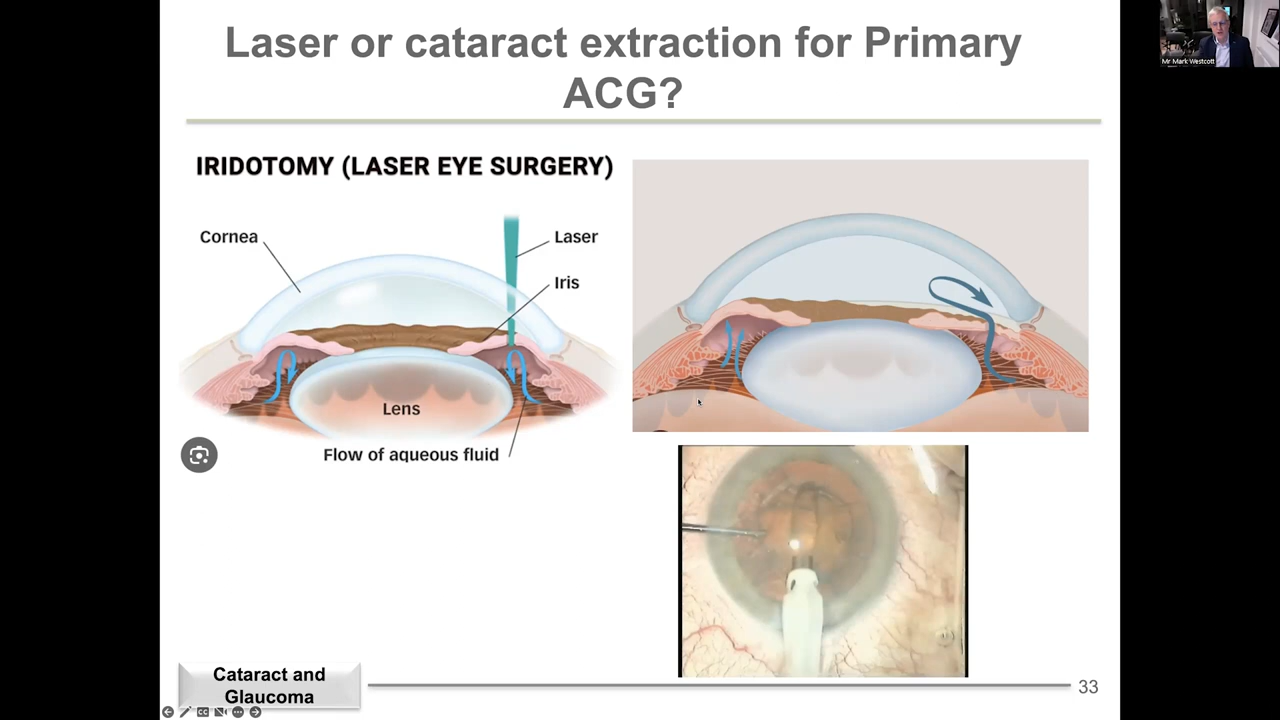 Laser or cataract extraction for Primary
ACG?
Mr Mark Westcott
IRIDOTOMY (LASER EYE SURGERY)
Cornea
Laser
Iris
Lens
Flow of aqueous fluid
Cataract and
Glaucoma
33
CC